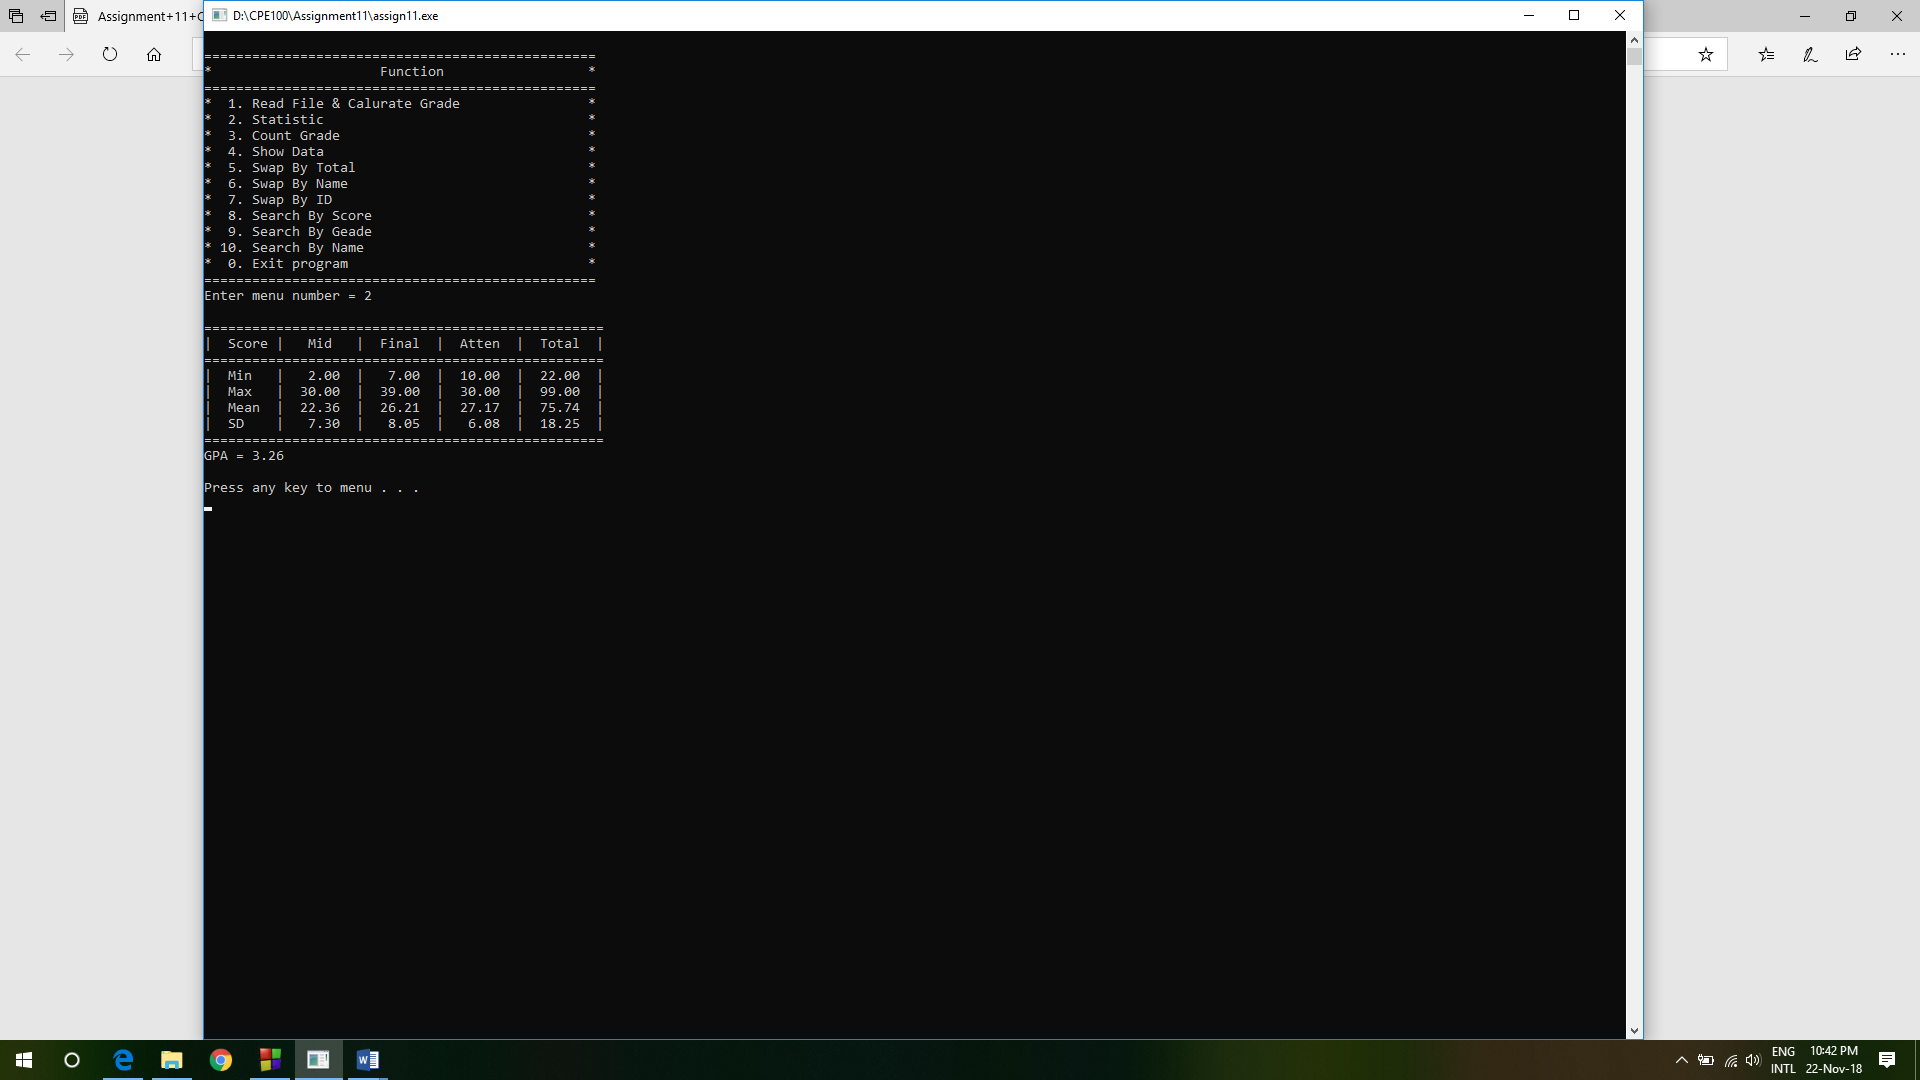 Assignment+11+C
D:\CPE100\Assignment11\assign11.exe
=================================================
* Function *
=================================================
* 1. Read File & Calurate Grade *
* 2. Statistic *
* 3. Count Grade *
* 4. Show Data *
* 5. Swap By Total *
* 6. Swap By Name *
* 7. Swap By ID *
* 8. Search By Score *
* 9. Search By Geade *
* 10. Search By Name *
* 0. Exit program *
=================================================
Enter menu number = 2
==================================================
| Score | Mid | Final | Atten | Total |
==================================================
| Min | 2.00 | 7.00 | 10.00 | 22.00 |
| Max | 30.00 | 39.00 | 30.00 | 99.00 |
| Mean | 22.36 | 26.21 | 27.17 | 75.74 |
| SD | 7.30 | 8.05 | 6.08 | 18.25 |
==================================================
GPA = 3.26
Press any key to menu . . .
ENG 10:42 PM
INTL 22-Nov-18